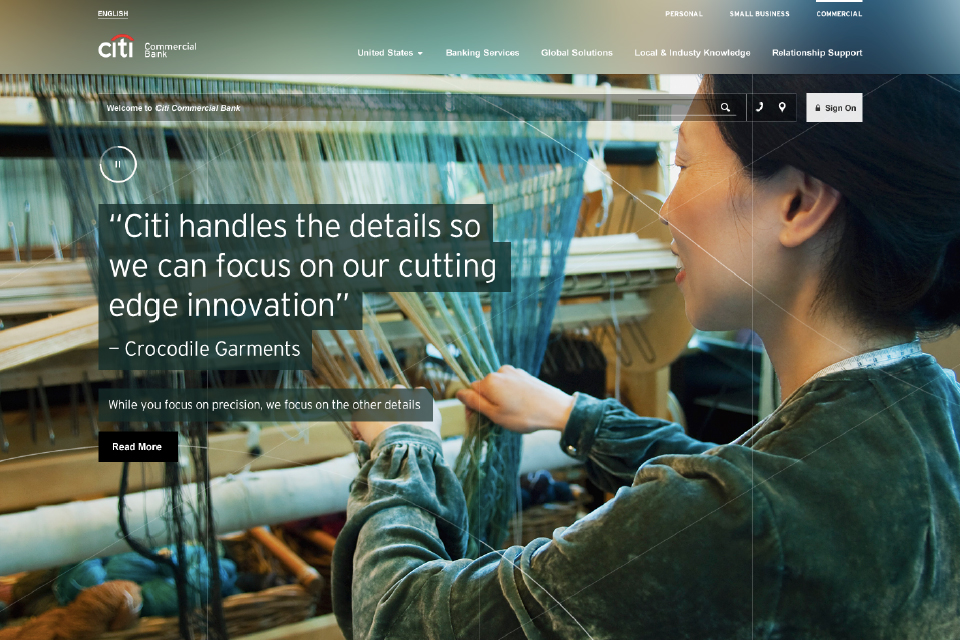 ENGLISH
PERSONAL
SMALL BUSINESS
COMMERCIAL
citi
Commercial
Bank
United States
Banking Services
Global Solutions
Local & Industy Knowledge
Relationship Support
Welcome to Citi Commercial Bank
Sign On
“Citi handles the details so
we can focus on our cutting
edge innovation”
– Crocodile Garments
While you focus on precision, we focus on the other details
Read More